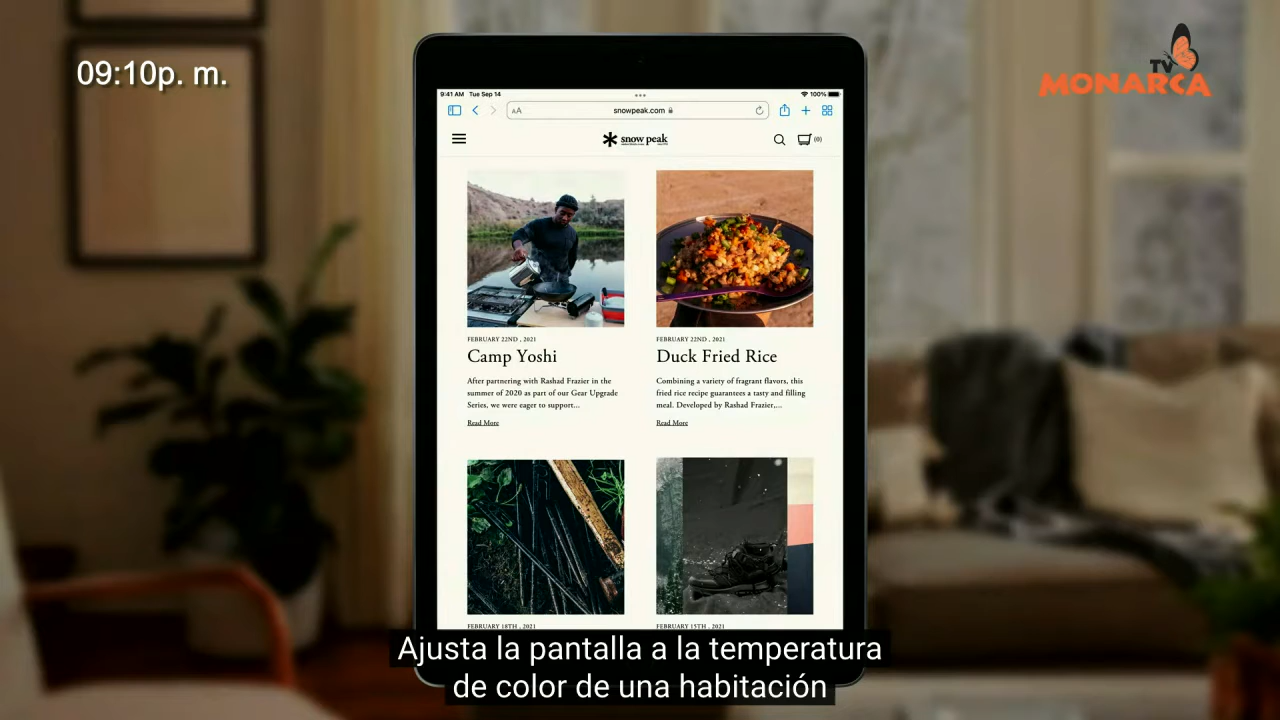 09:10p. m.
TV
MONARCA
9:41 AM Tue Sep 14
100%
AA
snowpeak.com
snow peak
(0)
FEBRUARY 22ND , 2021
Camp Yoshi
After partnering with Rashad Frazier in the
summer of 2020 as part of our Gear Upgrade
Series, we were eager to support...
Read More
FEBRUARY 22ND , 2021
Duck Fried Rice
Combining a variety of fragrant flavors, this
fried rice recipe guarantees a tasty and filling
meal. Developed by Rashad Frazier,...
Read More
FEBRUARY 18TH , 2021
FEBRUARY 15TH , 2021
Ajusta la pantalla a la temperatura
de color de una habitación